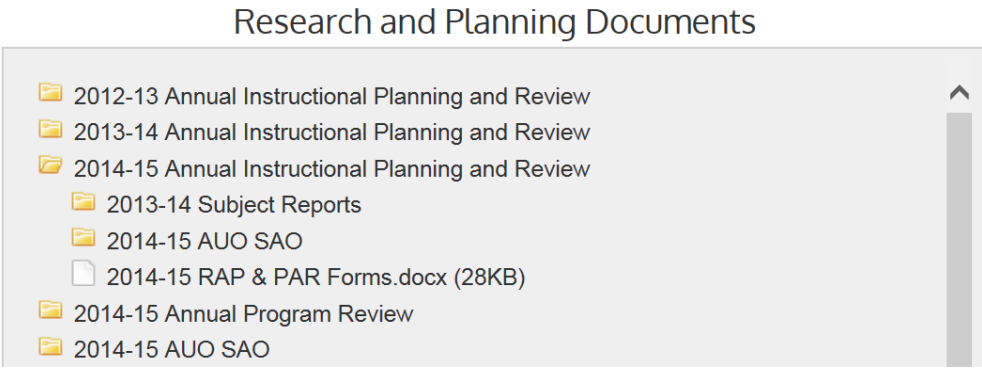 Research and Planning Documents
2012-13 Annual Instructional Planning and Review
2013-14 Annual Instructional Planning and Review
2014-15 Annual Instructional Planning and Review
2013-14 Subject Reports
2014-15 AUO SAO
2014-15 RAP & PAR Forms.docx (28KB)
2014-15 Annual Program Review
2014-15 AUO SAO